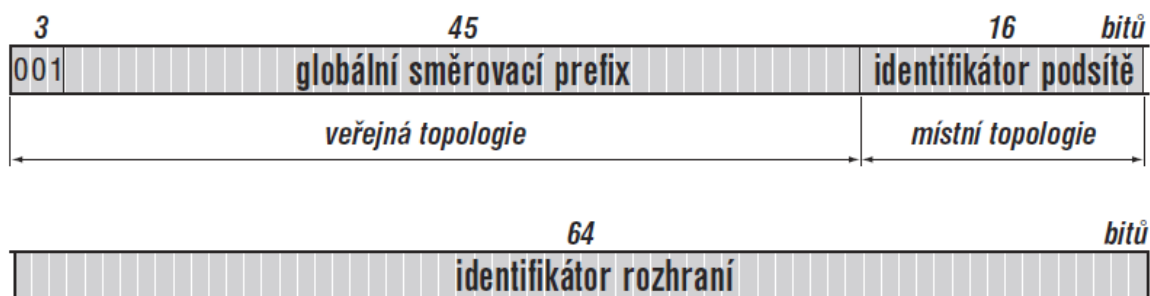 3 45 16 bitů
001 globální směrovací prefix identifikátor podsítě
veřejná topologie místní topologie
64 bitů
identifikátor rozhraní